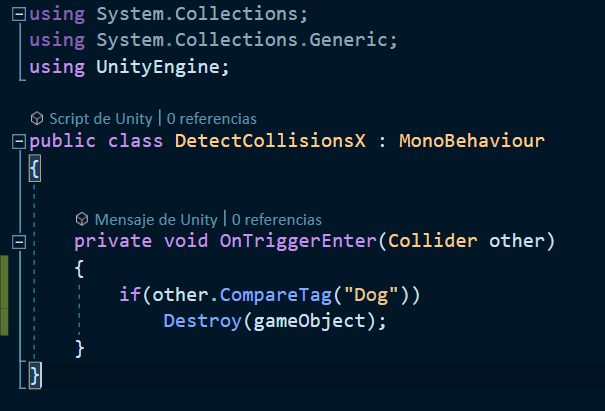 using System.Collections;
using System.Collections.Generic;
using UnityEngine;
Script de Unity | 0 referencias
public class DetectCollisionsX : MonoBehaviour
{
Mensaje de Unity | 0 referencias
private void OnTriggerEnter(Collider other)
{
if(other.CompareTag("Dog"))
Destroy(gameObject);
}
}